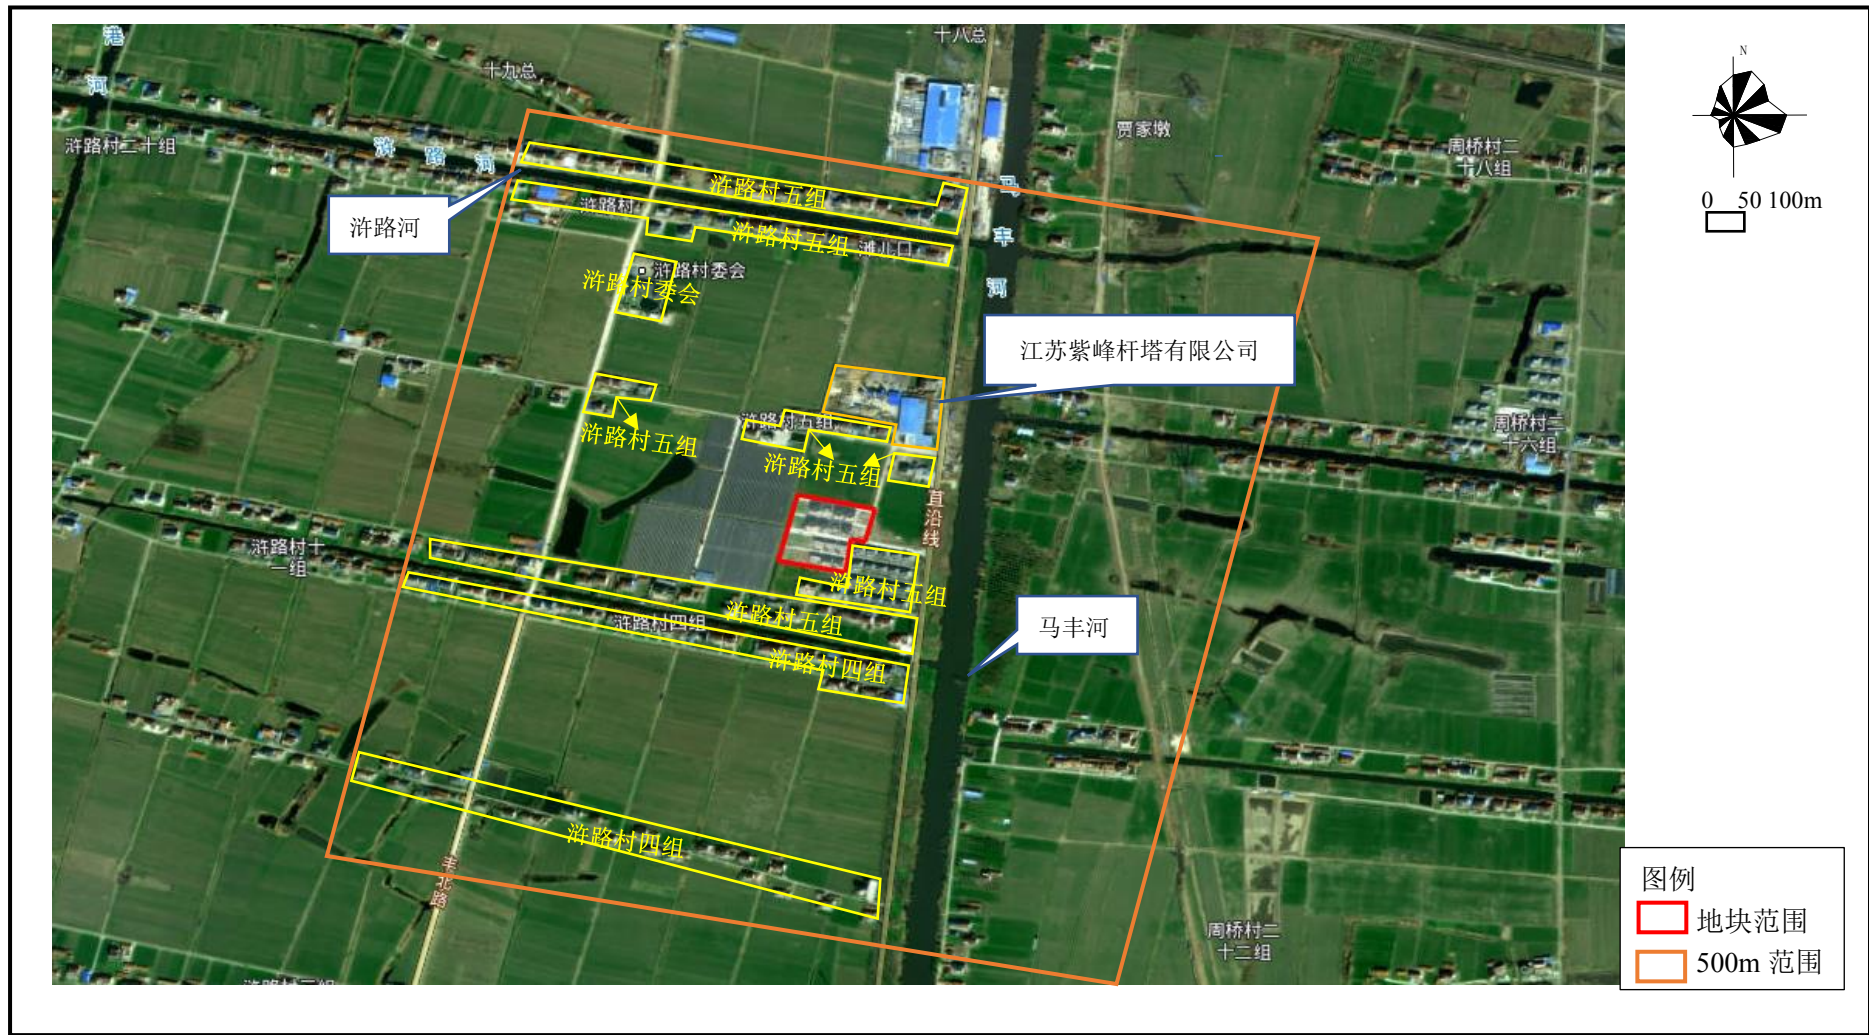 港
河
十八总
十九总
N
浒路村二十组
浒路河
贾家墩
周桥村二
十八组
0 50 100m
浒路村五组
马丰河
浒路村
浒路河
浒路村五组
滩儿口
浒路村委会
浒路村委会
江苏紫峰杆塔有限公司
浒路村五组
浒路村五组
浒路村五组
周桥村二
十六组
直沿线
浒路村十
一组
浒路村五组
浒路村五组
浒路村四组
马丰河
浒路村四组
浒路村四组
丰北路
周桥村二
十二组
图例
地块范围
500m 范围